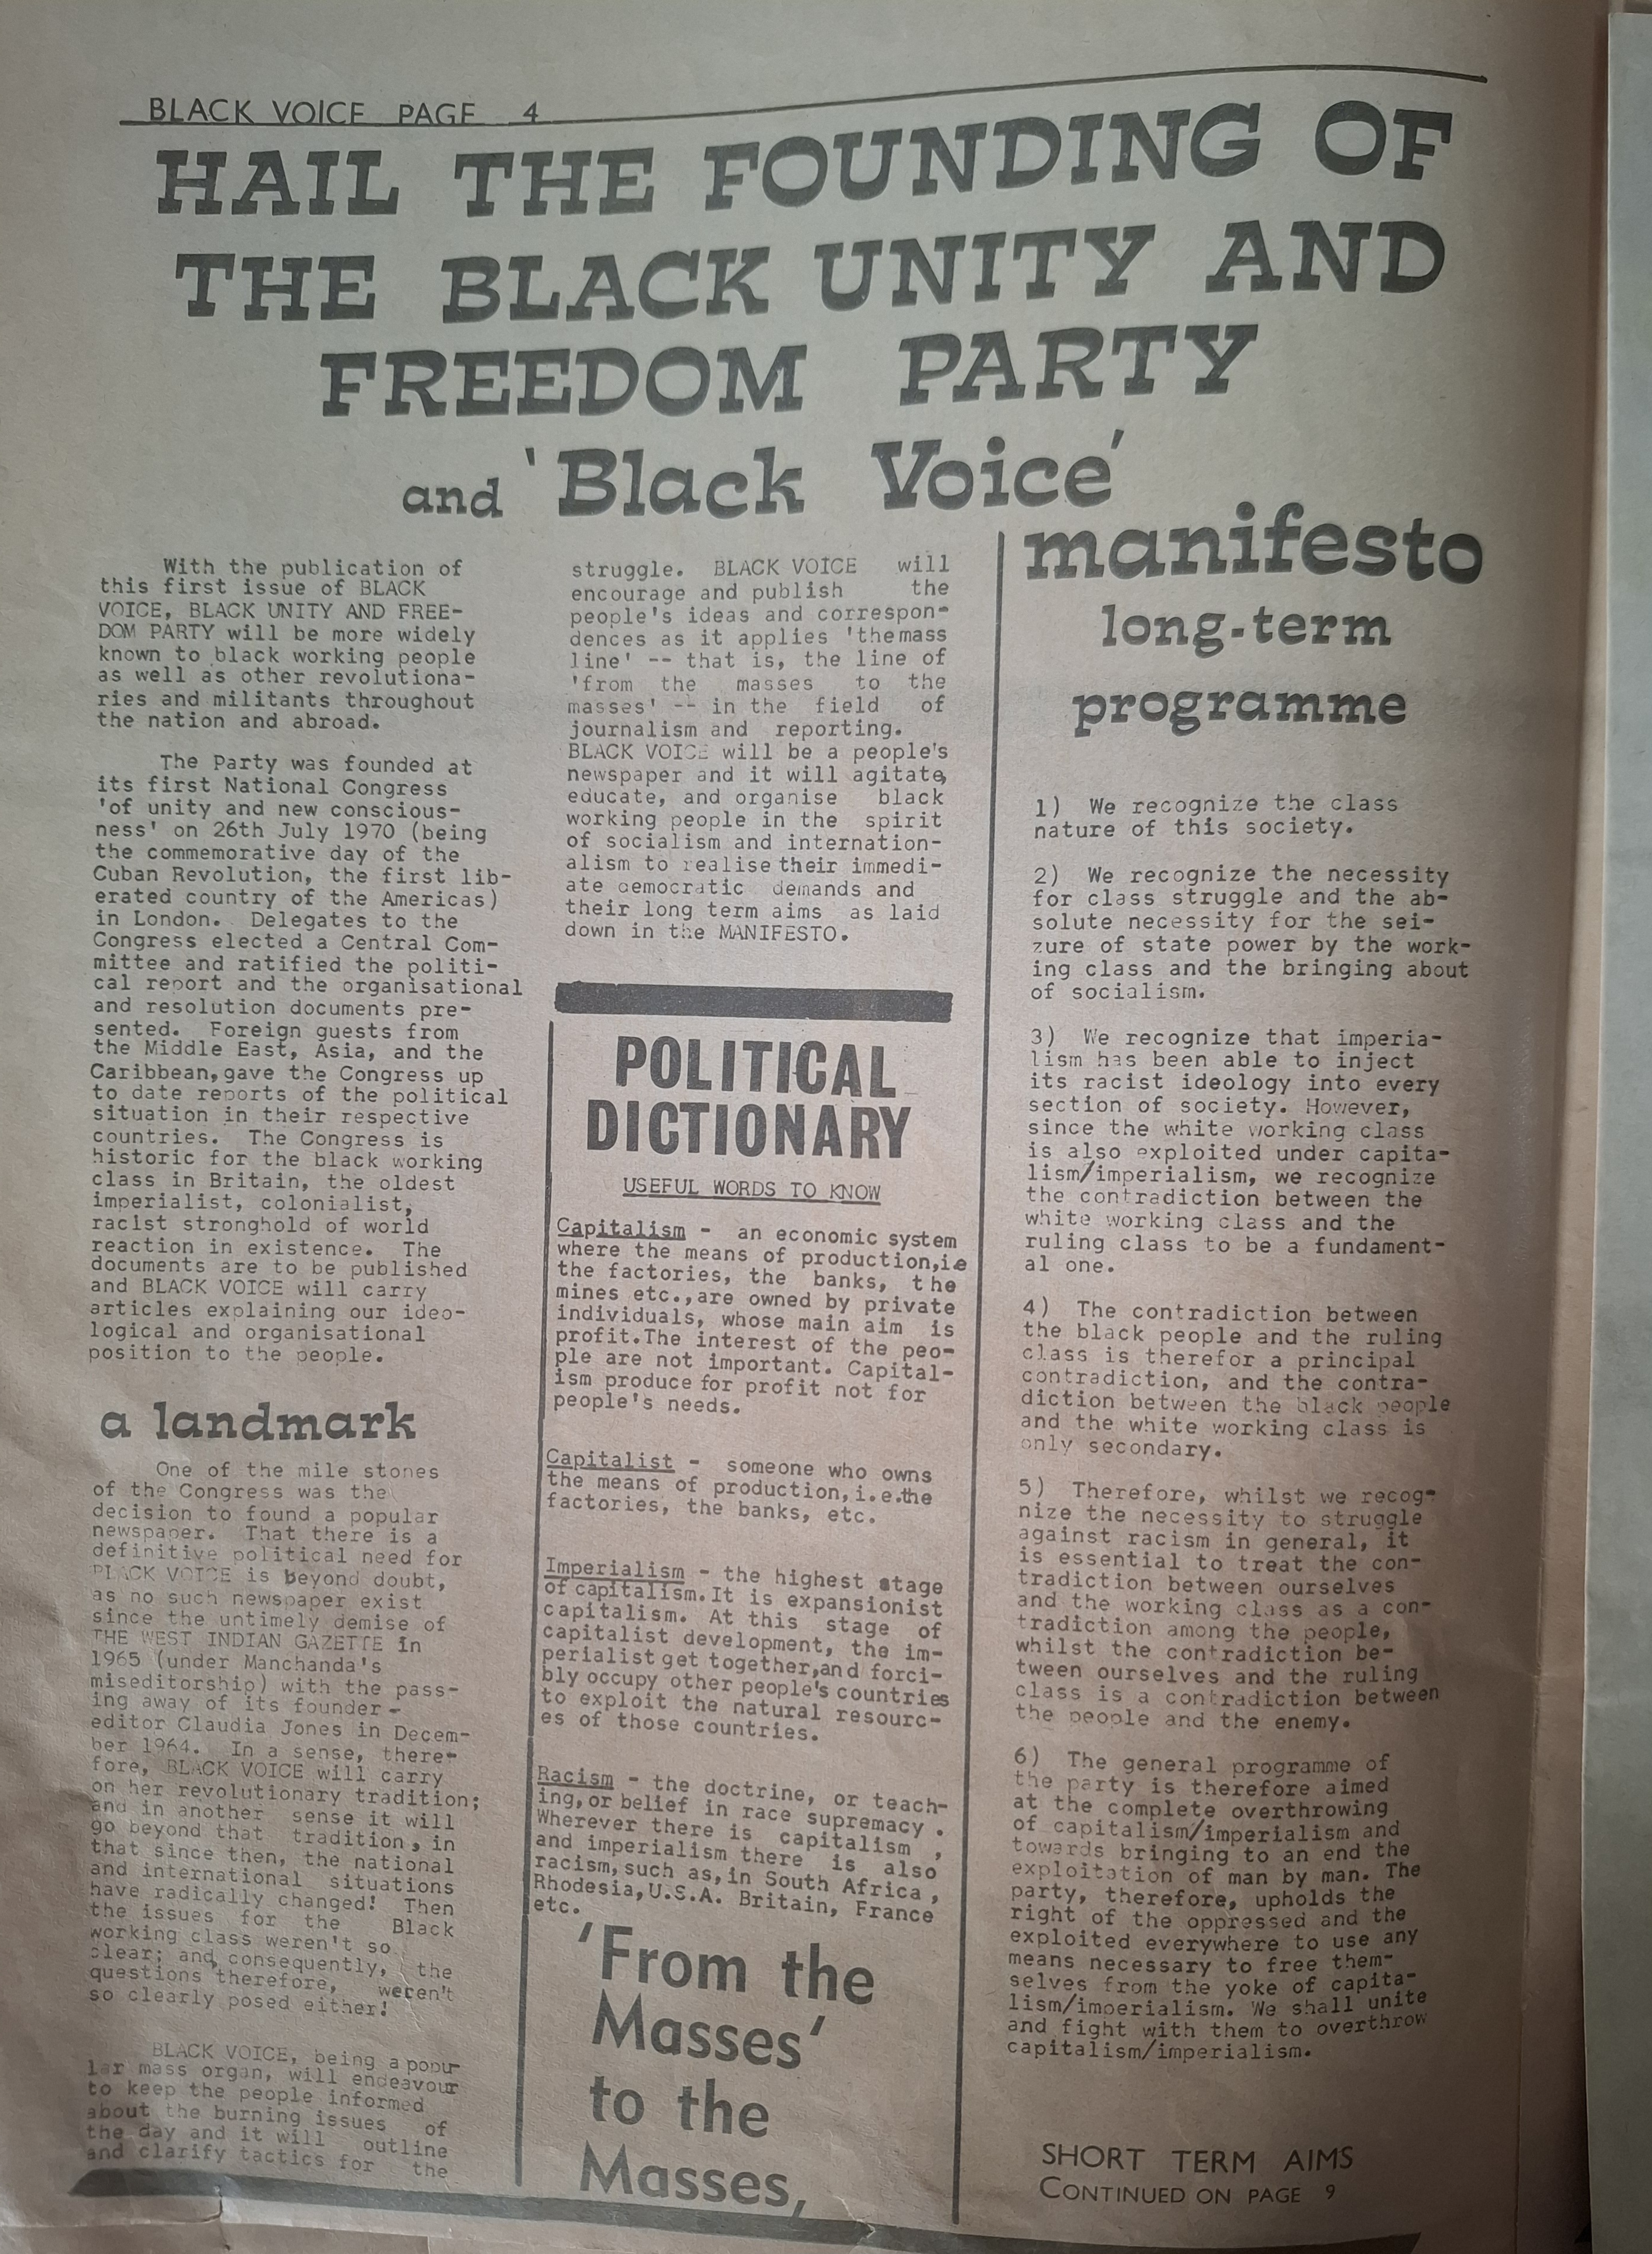 BLACK VOICE PAGE 4
HAIL THE FOUNDING OF
THE BLACK UNITY AND
FREEDOM PARTY
and 'Black Voice'
With the publication of
this first issue of BLACK
VOICE, BLACK UNITY AND FREE-
DOM PARTY will be more widely
known to black working people
as well as other revolutiona-
ries and militants throughout
the nation and abroad.
The Party was founded at
its first National Congress
'of unity and new conscious-
ness' on 26th July 1970 (being
the commemorative day of the
Cuban Revolution, the first lib-
erated country of the Americas)
in London. Delegates to the
Congress elected a Central Com-
mittee and ratified the politi-
cal report and the organisational
and resolution documents pre-
sented. Foreign guests from
the Middle East, Asia, and the
Caribbean, gave the Congress up
to date reports of the political
situation in their respective
countries. The Congress is
historic for the black working
class in Britain, the oldest
imperialist, colonialist,
racist stronghold of world
reaction in existence. The
documents are to be published
and BLACK VOICE will carry
articles explaining our ideo-
logical and organisational
position to the people.
a landmark
One of the mile stones
of the Congress was the
decision to found a popular
newspaper. That there is a
definitive political need for
BLACK VOICE is beyond doubt,
as no such newspaper exist
since the untimely demise of
THE WEST INDIAN GAZETTE in
1965 (under Manchanda's
miseditorship) with the pass-
ing away of its founder-
editor Claudia Jones in Decem-
ber 1964. In a sense, there-
fore, BLACK VOICE will carry
on her revolutionary tradition;
and in another sense it will
go beyond that tradition, in
that since then, the national
and international situations
have radically changed! Then
the issues for the Black
working class weren't so
clear; and, consequently, the
questions therefore, weren't
so clearly posed either!
BLACK VOICE, being a popu-
lar mass organ, will endeavour
to keep the people informed
about the burning issues of
the day and it will outline
and clarify tactics for the
struggle. BLACK VOICE will
encourage and publish the
people's ideas and correspon-
dences as it applies 'the mass
line' -- that is, the line of
'from the masses to the
masses' -- in the field of
journalism and reporting.
BLACK VOICE will be a people's
newspaper and it will agitate,
educate, and organise black
working people in the spirit
of socialism and internation-
alism to realise their immedi-
ate democratic demands and
their long term aims as laid
down in the MANIFESTO.
POLITICAL
DICTIONARY
USEFUL WORDS TO KNOW
Capitalism - an economic system
where the means of production,i.e
the factories, the banks, the
mines etc.,are owned by private
individuals, whose main aim is
profit.The interest of the peo-
ple are not important. Capital-
ism produce for profit not for
people's needs.
Capitalist - someone who owns
the means of production,i.e.the
factories, the banks, etc.
Imperialism - the highest stage
of capitalism.It is expansionist
capitalism. At this stage of
capitalist development, the im-
perialist get together,and forci-
bly occupy other people's countries
to exploit the natural resourc-
es of those countries.
Racism - the doctrine, or teach-
ing,or belief in race supremacy .
Wherever there is capitalism ,
and imperialism there is also
racism,such as,in South Africa ,
Rhodesia,U.S.A. Britain, France
etc.
'From the
Masses'
to the
Masses,
manifesto
long-term
programme
1) We recognize the class
nature of this society.
2) We recognize the necessity
for class struggle and the ab-
solute necessity for the sei-
zure of state power by the work-
ing class and the bringing about
of socialism.
3) We recognize that imperia-
lism has been able to inject
its racist ideology into every
section of society. However,
since the white working class
is also exploited under capita-
lism/imperialism, we recognize
the contradiction between the
white working class and the
ruling class to be a fundament-
al one.
4) The contradiction between
the black people and the ruling
class is therefor a principal
contradiction, and the contra-
diction between the black people
and the white working class is
only secondary.
5) Therefore, whilst we recog-
nize the necessity to struggle
against racism in general, it
is essential to treat the con-
tradiction between ourselves
and the working class as a con-
tradiction among the people,
whilst the contradiction be-
tween ourselves and the ruling
class is a contradiction between
the people and the enemy.
6) The general programme of
the party is therefore aimed
at the complete overthrowing
of capitalism/imperialism and
towards bringing to an end the
exploitation of man by man. The
party, therefore, upholds the
right of the oppressed and the
exploited everywhere to use any
means necessary to free them-
selves from the yoke of capita-
lism/imperialism. We shall unite
and fight with them to overthrow
capitalism/imperialism.
SHORT TERM AIMS
CONTINUED ON PAGE 9